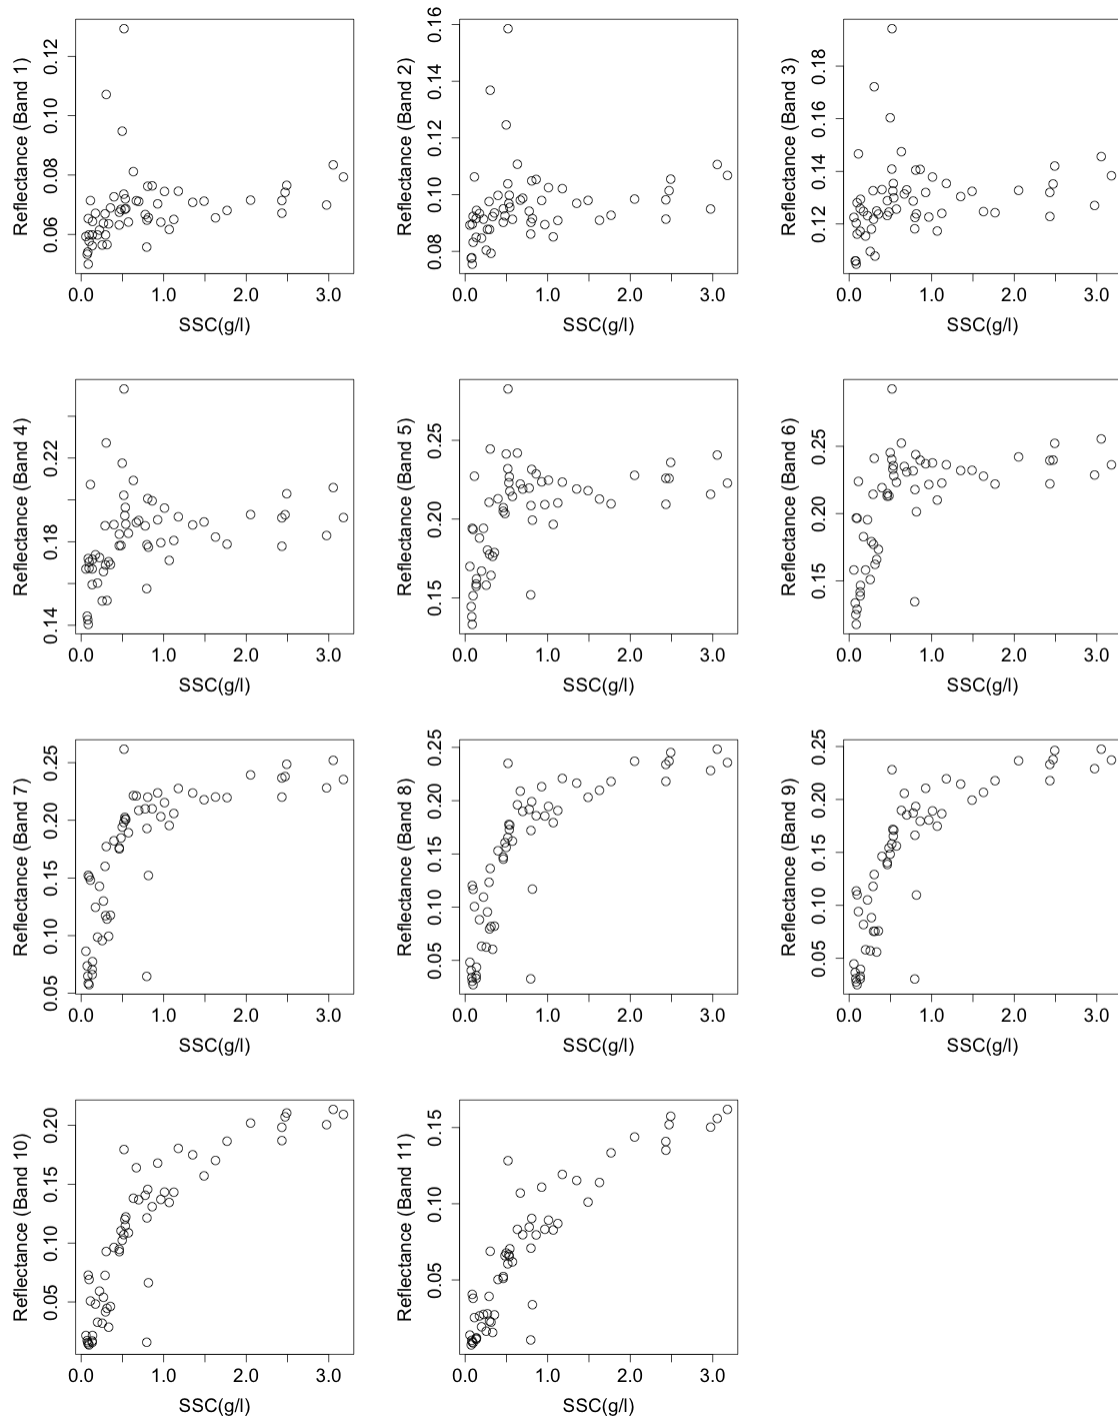 Reflectance (Band 1)
0.06 0.08 0.10 0.12
0.0 1.0 2.0 3.0
SSC(g/l)
Reflectance (Band 2)
0.08 0.10 0.12 0.14 0.16
0.0 1.0 2.0 3.0
SSC(g/l)
Reflectance (Band 3)
0.12 0.14 0.16 0.18
0.0 1.0 2.0 3.0
SSC(g/l)
Reflectance (Band 4)
0.14 0.18 0.22
0.0 1.0 2.0 3.0
SSC(g/l)
Reflectance (Band 5)
0.15 0.20 0.25
0.0 1.0 2.0 3.0
SSC(g/l)
Reflectance (Band 6)
0.15 0.20 0.25
0.0 1.0 2.0 3.0
SSC(g/l)
Reflectance (Band 7)
0.05 0.10 0.15 0.20 0.25
0.0 1.0 2.0 3.0
SSC(g/l)
Reflectance (Band 8)
0.05 0.10 0.15 0.20 0.25
0.0 1.0 2.0 3.0
SSC(g/l)
Reflectance (Band 9)
0.05 0.10 0.15 0.20 0.25
0.0 1.0 2.0 3.0
SSC(g/l)
Reflectance (Band 10)
0.05 0.10 0.15 0.20
0.0 1.0 2.0 3.0
SSC(g/l)
Reflectance (Band 11)
0.05 0.10 0.15
0.0 1.0 2.0 3.0
SSC(g/l)